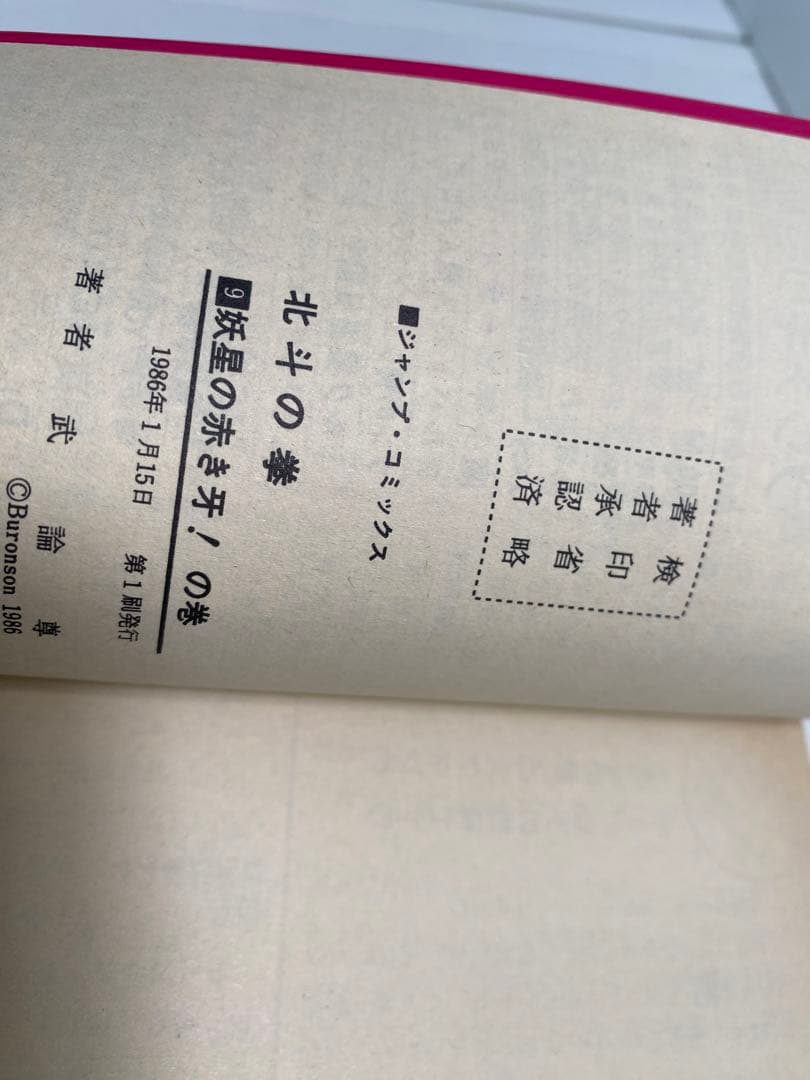 検印省略
著者承認済
■ジャンプ・コミックス
北斗の拳
9妖星の赤き牙！の巻
1986年1月15日　第1刷発行
著者　武論尊
©Buronson 1986